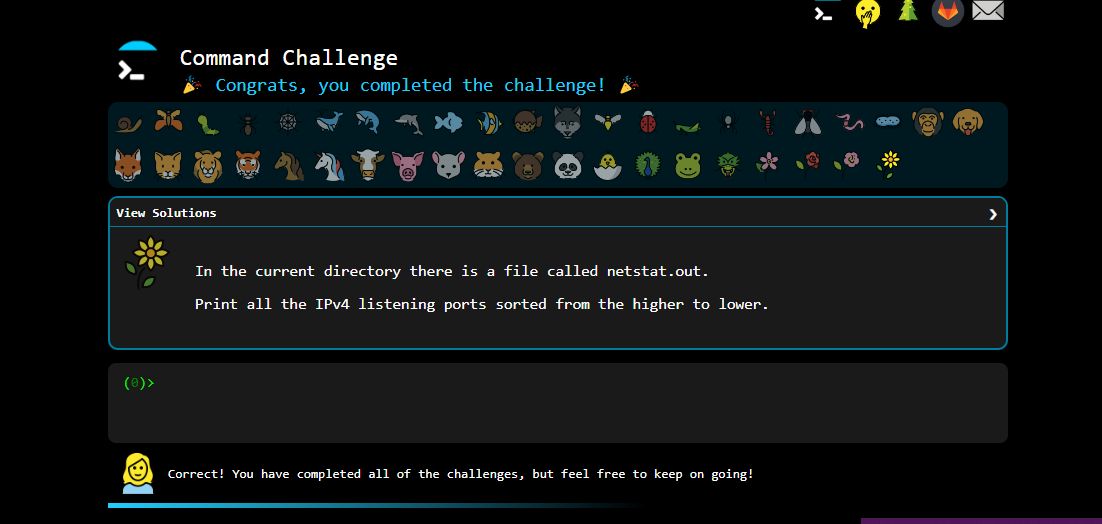 Command Challenge
🎉 Congrats, you completed the challenge! 🎉
View Solutions
In the current directory there is a file called netstat.out.
Print all the IPv4 listening ports sorted from the higher to lower.
(0)>
Correct! You have completed all of the challenges, but feel free to keep on going!